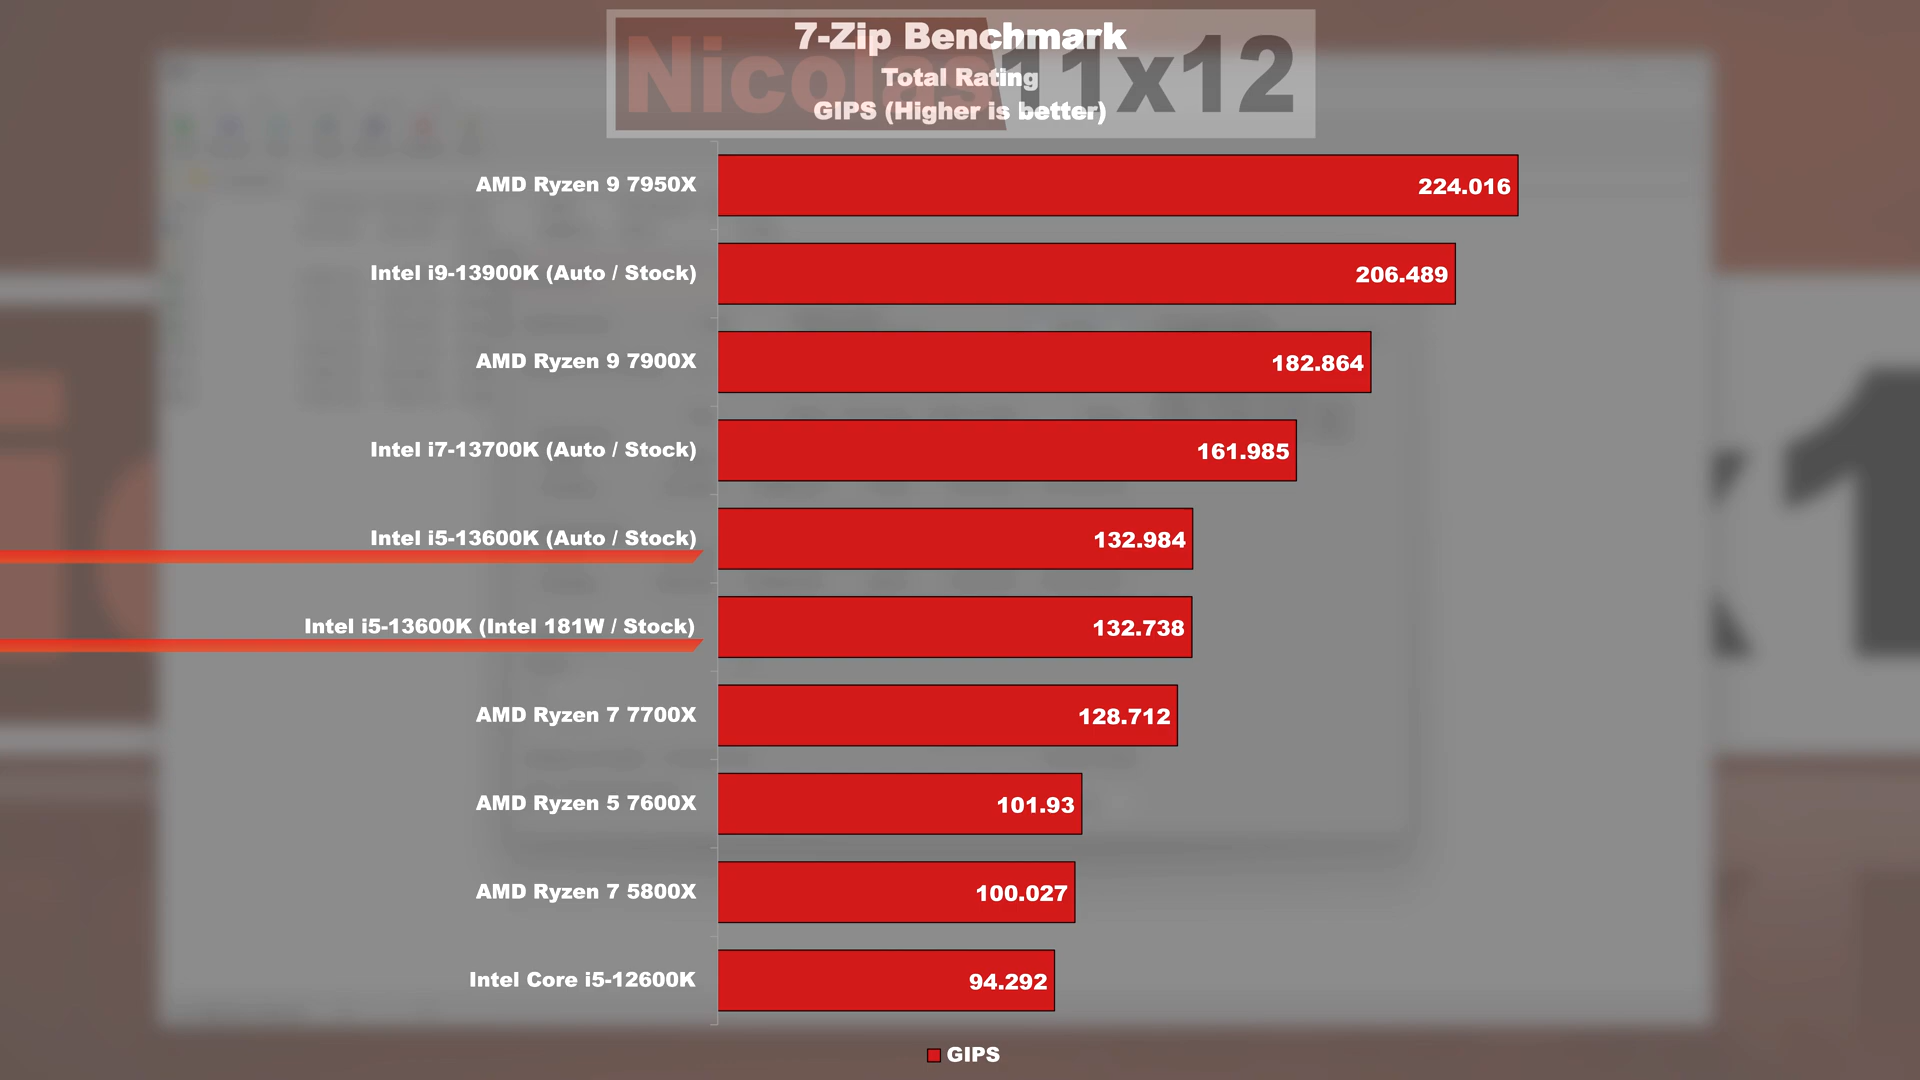 Nicolas11x12
7-Zip Benchmark
Total Rating
GIPS (Higher is better)
AMD Ryzen 9 7950X
224.016
Intel i9-13900K (Auto / Stock)
206.489
AMD Ryzen 9 7900X
182.864
Intel i7-13700K (Auto / Stock)
161.985
Intel i5-13600K (Auto / Stock)
132.984
Intel i5-13600K (Intel 181W / Stock)
132.738
AMD Ryzen 7 7700X
128.712
AMD Ryzen 5 7600X
101.93
AMD Ryzen 7 5800X
100.027
Intel Core i5-12600K
94.292
GIPS